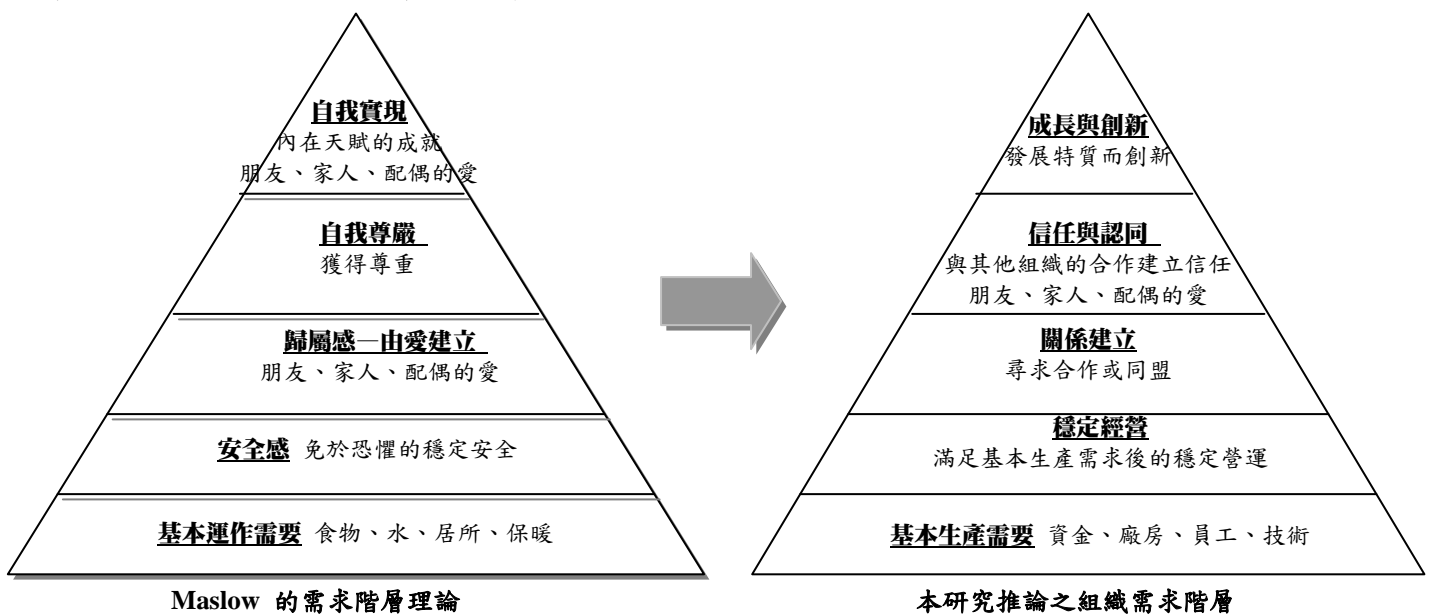 自我實現
內在天賦的成就
朋友、家人、配偶的愛
自我尊嚴
獲得尊重
歸屬感—由愛建立
朋友、家人、配偶的愛
安全感 免於恐懼的穩定安全
基本運作需要 食物、水、居所、保暖
Maslow 的需求階層理論
成長與創新
發展特質而創新
信任與認同
與其他組織的合作建立信任
朋友、家人、配偶的愛
關係建立
尋求合作或同盟
穩定經營
滿足基本生產需求後的穩定營運
基本生產需要 資金、廠房、員工、技術
本研究推論之組織需求階層